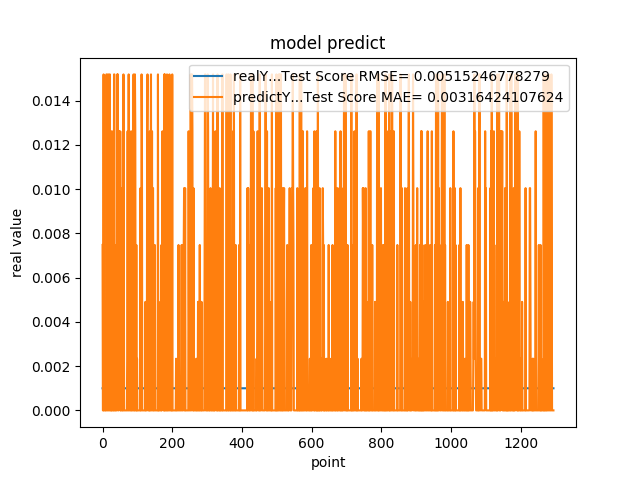 model predict
realY...Test Score RMSE= 0.00515246778279
predictY...Test Score MAE= 0.00316424107624
0.014
0.012
0.010
0.008
0.006
0.004
0.002
0.000
real value
0 200 400 600 800 1000 1200
point